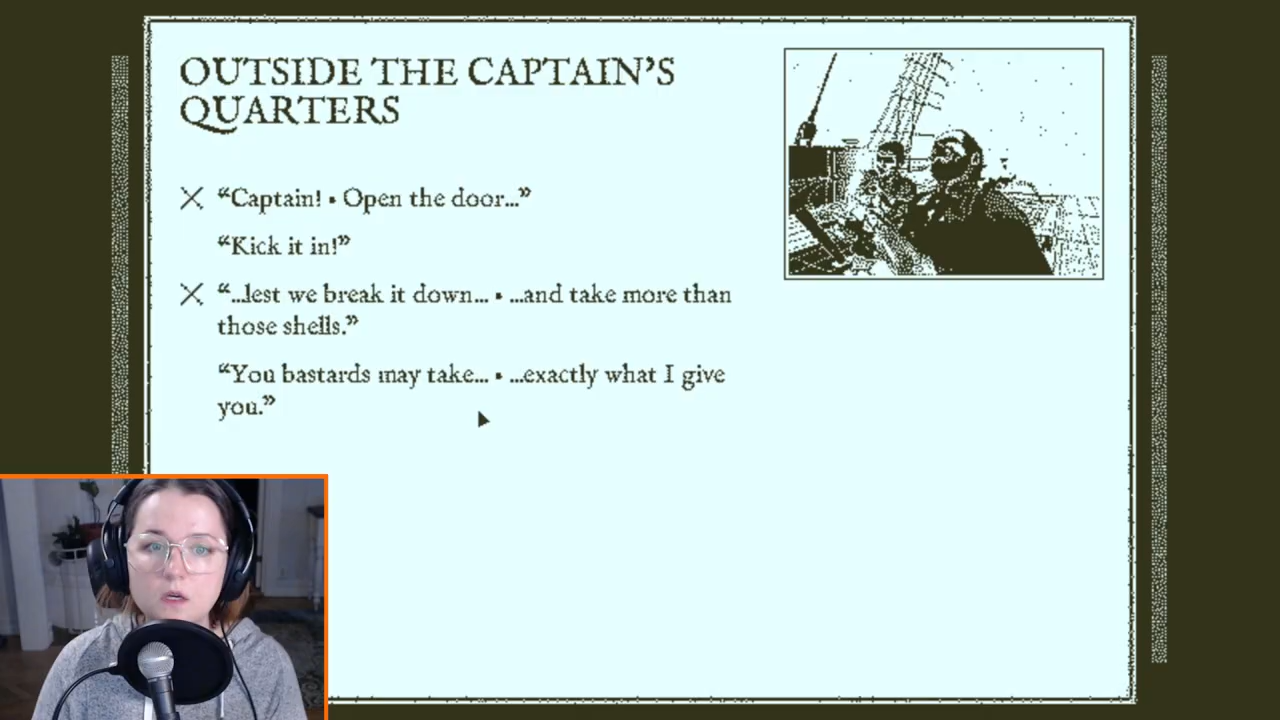 OUTSIDE THE CAPTAIN'S
QUARTERS
“Captain! • Open the door...”
“Kick it in!”
“...lest we break it down... • ...and take more than
those shells.”
“You bastards may take... • ...exactly what I give
you.”